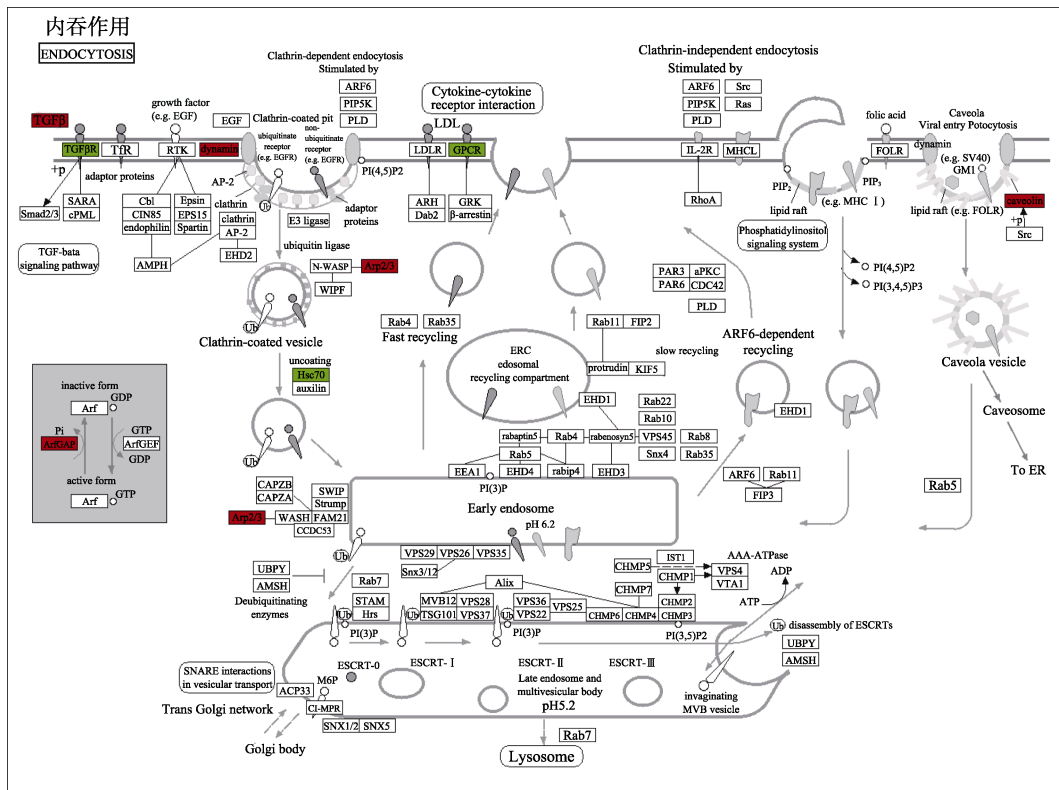 内吞作用
ENDOCYTOSIS
Clathrin-dependent endocytosis
Stimulated by
ARF6
PIP5K
PLD
Cytokine-cytokine
receptor interaction
Clathrin-independent endocytosis
Stimulated by
ARF6
Src
PIP5K
Ras
PLD
growth factor
(e.g. EGF)
EGF
Clathrin-coated pit
ubiquitinate
receptor
(e.g. EGFR)
non-
ubiquitinate
receptor
(e.g. EGFR)
LDL
folic acid
Caveola
Viral entry Potocytosis
TGFβ
TGFβR
TfR
RTK
dynamin
LDLR
GPCR
IL-2R
MHCL
FOLR
dynamin
(e.g. SV40)
GM1
+p
adaptor proteins
AP-2
PI(4,5)P2
PIP2
PIP3
(e.g. MHC Ⅰ)
lipid raft
lipid raft (e.g. FOLR)
caveolin
+p
Src
Smad2/3
SARA
cPML
Cbl
CIN85
endophilin
Epsin
EPS15
Spartin
clathrin
clathrin
AP-2
EHD2
AMPH
Ub
E3 ligase
adaptor
proteins
ARH
Dab2
GRK
β-arrestin
RhoA
Phosphatidylinositol
signaling system
TGF-bata
signaling pathway
ubiquitin ligase
N-WASP
Arp2/3
WIPF
PI(4,5)P2
PI(3,4,5)P3
PAR3
aPKC
PAR6
CDC42
PLD
Ub
Clathrin-coated vesicle
Rab4
Rab35
Fast recycling
Rab11
FIP2
ERC
edosomal
recycling compartment
protrudin
KIF5
slow recycling
ARF6-dependent
recycling
EHD1
Caveola vesicle
Caveosome
To ER
uncoating
Hsc70
auxilin
inactive form
Arf
GDP
Pi
ArfGAP
GTP
ArfGEF
GDP
active form
Arf
GTP
Ub
EHD1
Rab22
Rab10
rabaptin5
Rab4
rabenosyn5
VPS45
Rab8
Rab5
Snx4
Rab35
EEA1
EHD4
rabip4
EHD3
PI(3)P
ARF6
Rab11
FIP3
Rab5
CAPZB
CAPZA
SWIP
Strump
Arp2/3
WASH
FAM21
CCDC53
Early endosome
pH 6.2
Ub
VPS29
VPS26
VPS35
Snx3/12
UBPY
AMSH
Deubiquitinating
enzymes
Rab7
Alix
IST1
CHMP5
CHMP1
AAA-ATPase
VPS4
VTA1
ADP
ATP
STAM
Hrs
Ub
PI(3)P
MVB12
VPS28
TSG101
VPS37
Ub
VPS36
VPS25
VPS22
Ub
PI(3)P
CHMP7
CHMP2
CHMP6
CHMP4
CHMP3
PI(3,5)P2
Ub
disassembly of ESCRTs
UBPY
AMSH
ESCRT-0
ESCRT-Ⅰ
ESCRT-Ⅱ
ESCRT-Ⅲ
SNARE interactions
in vesicular transport
ACP33
M6P
CI-MPR
Late endosome and
multivesicular body
pH5.2
invaginating
MVB vesicle
Trans Golgi network
SNX1/2
SNX5
Golgi body
Rab7
Lysosome